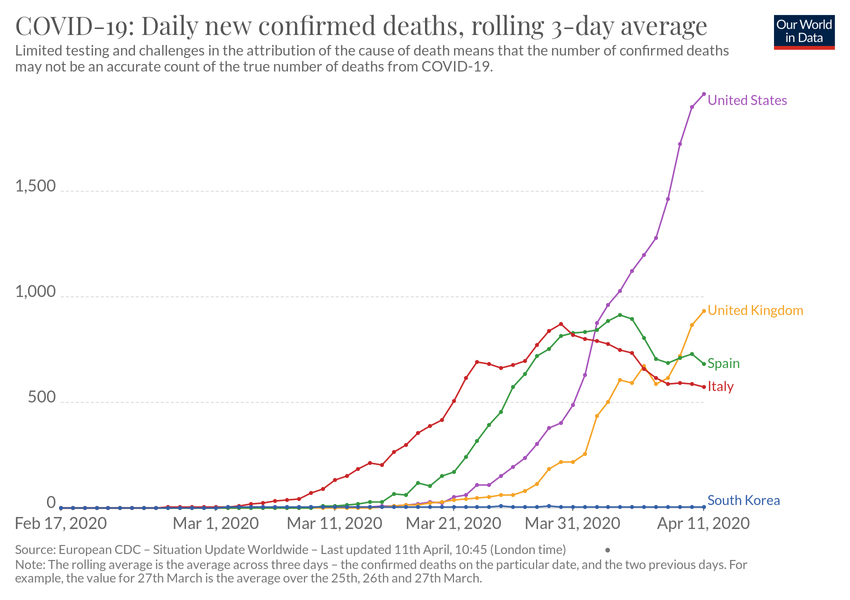 COVID-19: Daily new confirmed deaths, rolling 3-day average
Our World
in Data
Limited testing and challenges in the attribution of the cause of death means that the number of confirmed deaths
may not be an accurate count of the true number of deaths from COVID-19.
United States
1,500
1,000
United Kingdom
Spain
Italy
500
South Korea
0
Feb 17, 2020 Mar 1, 2020 Mar 11, 2020 Mar 21, 2020 Mar 31, 2020 Apr 11, 2020
Source: European CDC – Situation Update Worldwide – Last updated 11th April, 10:45 (London time) •
Note: The rolling average is the average across three days – the confirmed deaths on the particular date, and the two previous days. For
example, the value for 27th March is the average over the 25th, 26th and 27th March.